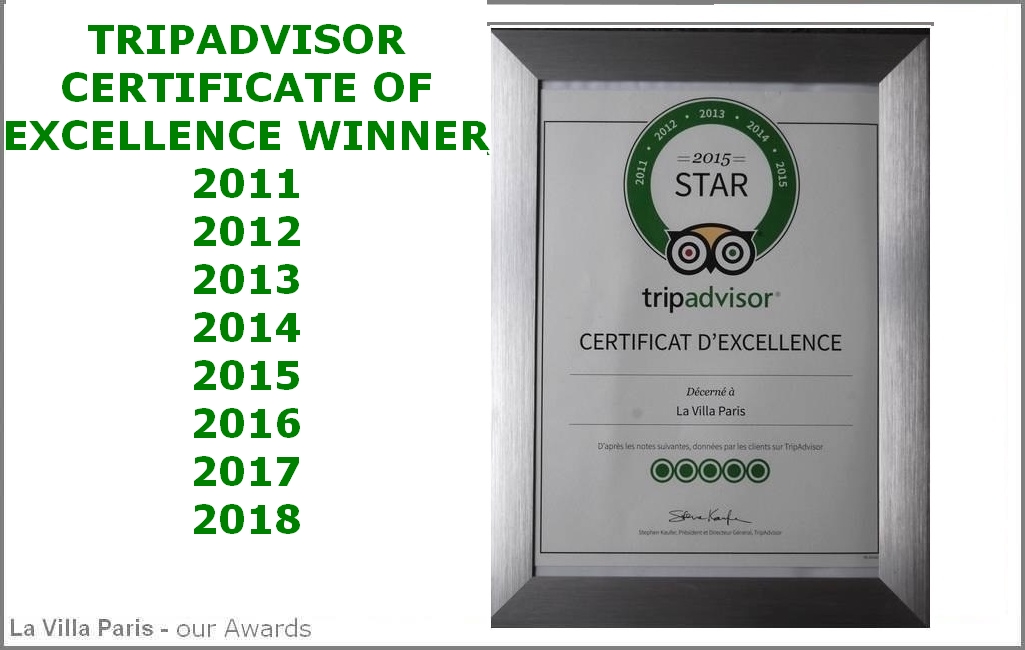 TRIPADVISOR
CERTIFICATE OF
EXCELLENCE WINNER
2011
2012
2013
2014
2015
2016
2017
2018
La Villa Paris - our Awards
2011 • 2012 • 2013 • 2014 • 2015
=2015=
STAR
tripadvisor®
CERTIFICAT D'EXCELLENCE
Décerné à
La Villa Paris
D'après les notes suivantes, données par les clients sur TripAdvisor
Stephen Kaufer, Président et Directeur Général, TripAdvisor